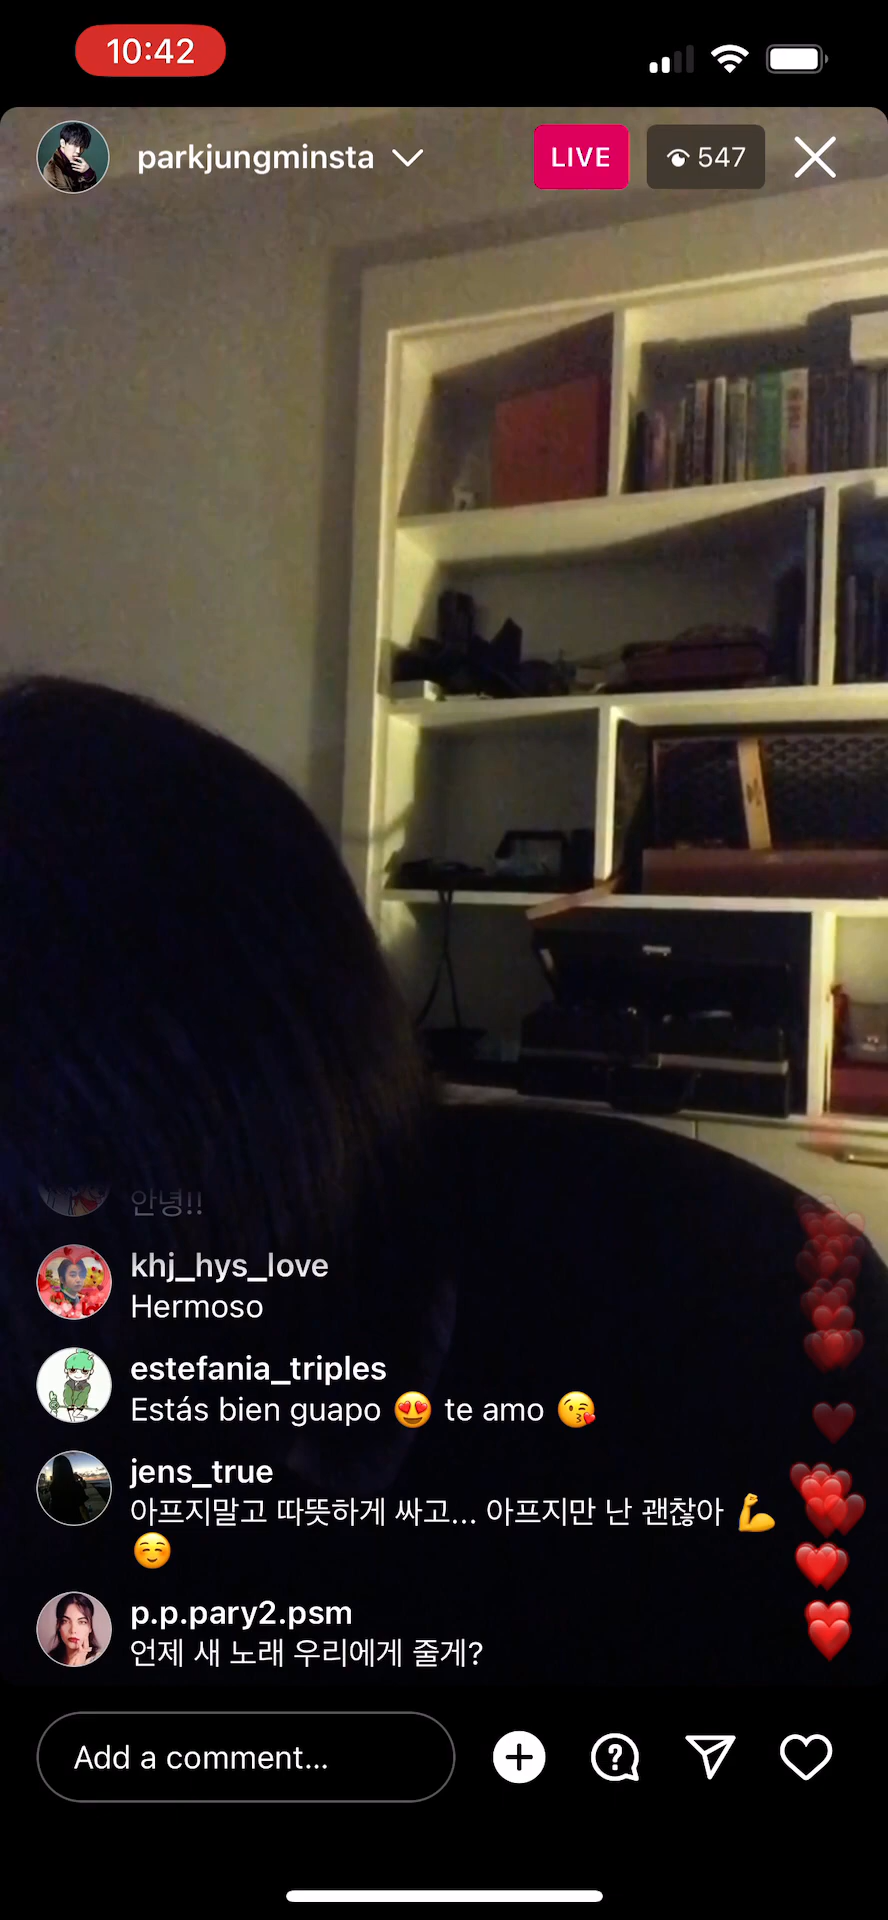 10:42
parkjungminsta
LIVE
547
안녕!!
khj_hys_love
Hermoso
estefania_triples
Estás bien guapo 😍 te amo 😘
jens_true
아프지말고 따뜻하게 싸고... 아프지만 난 괜찮아 💪
☺️
p.p.pary2.psm
언제 새 노래 우리에게 줄게?
Add a comment...